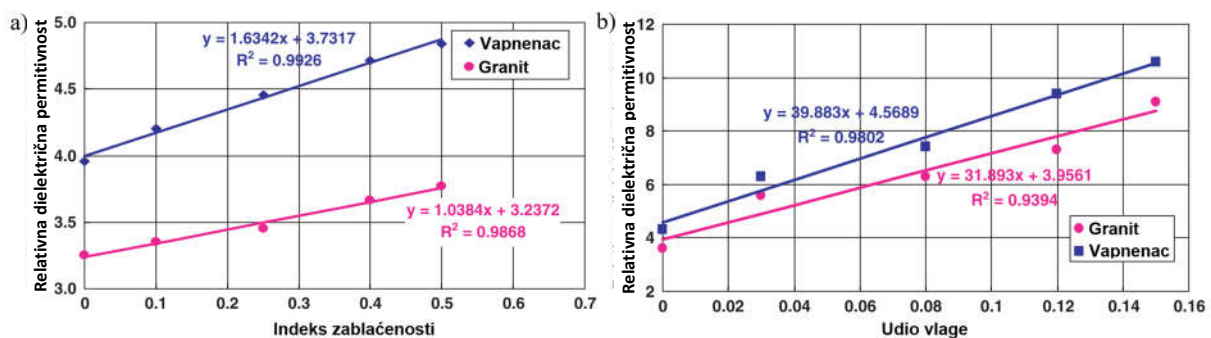 a)
Relativna dielektrična permitivnost
5.0
4.5
4.0
3.5
3.0
y = 1.6342x + 3.7317
R² = 0.9926
Vapnenac
Granit
y = 1.0384x + 3.2372
R² = 0.9868
0 0.1 0.2 0.3 0.4 0.5 0.6 0.7
Indeks zablaćenosti
b)
Relativna dielektrična permitivnost
12
10
8
6
4
2
y = 39.883x + 4.5689
R² = 0.9802
y = 31.893x + 3.9561
R² = 0.9394
Granit
Vapnenac
0 0.02 0.04 0.06 0.08 0.1 0.12 0.14 0.16
Udio vlage